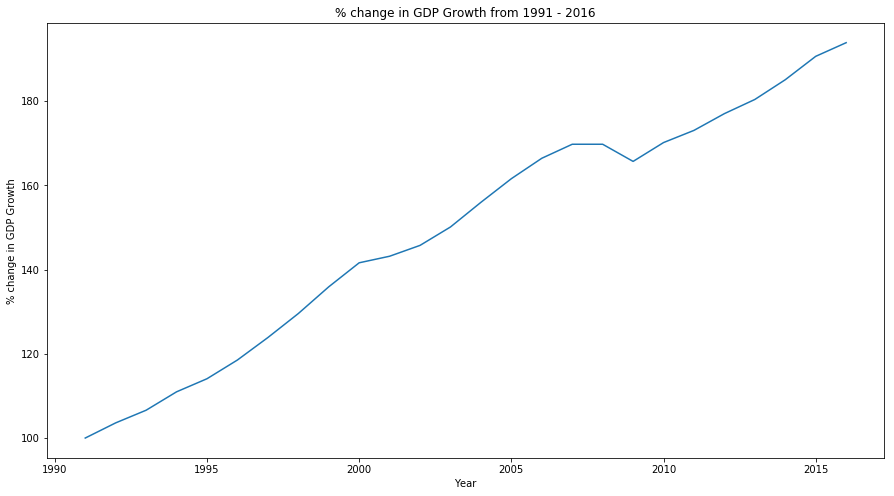 % change in GDP Growth from 1991 - 2016
% change in GDP Growth
180
160
140
120
100
1990 1995 2000 2005 2010 2015
Year